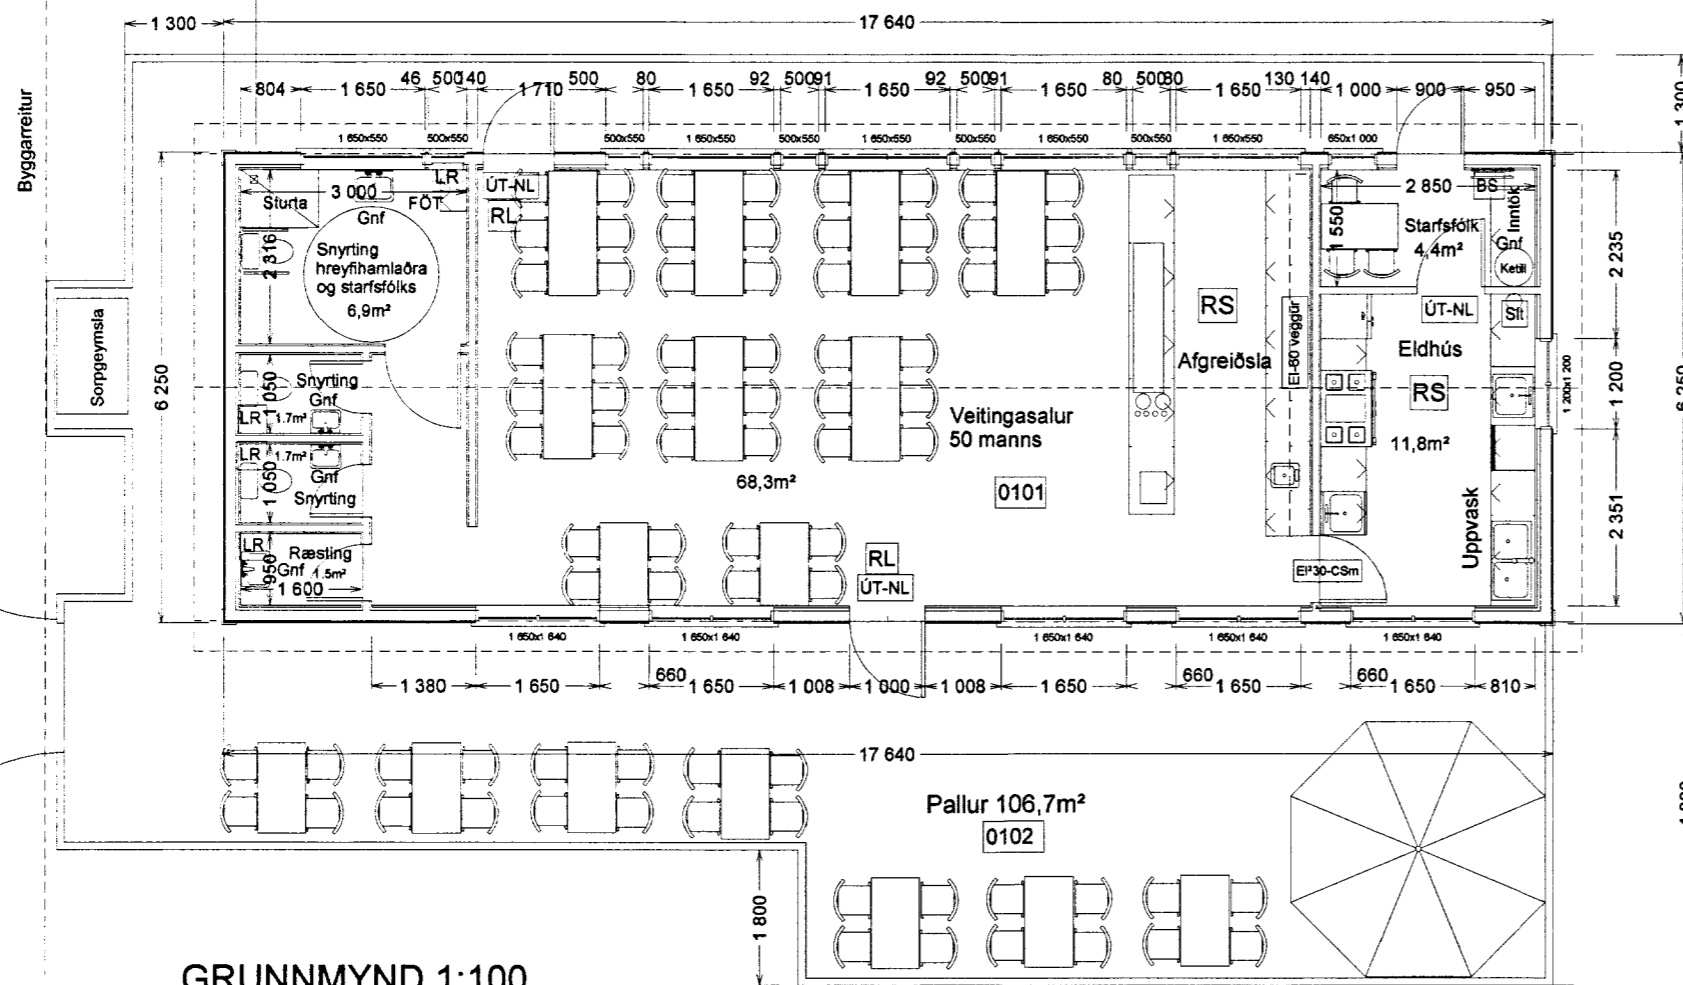 1 300
17 640
Byggarreitur
1 300
804
1 650
46
500
140
1 710
500
80
1 650
92
500
91
1 650
92
500
91
1 650
80
500
80
1 650
130
140
1 000
900
950
1 650x550
500x550
500x550
1 650x550
500x550
1 650x550
500x550
1 650x550
500x550
1 650x550
650x1 000
Sturta
3 000
Gnf
LR
FÖT
ÚT-NL
RL
2 850
BS
Inntök
1 550
Starfsfólk
4,4m²
Gnf
Ketill
2 235
2 316
Snyrting
hreyfihamlaðra
og starfsfólks
6,9m²
RS
EI-60 veggur
ÚT-NL
Slt
Sorpgeymsla
6 250
Afgreiðsla
Eldhús
RS
11,8m²
1 200x1 200
1 200
6 250
1 050
Snyrting
Gnf
LR
1.7m²
Veitingasalur
50 manns
LR
1.7m²
Gnf
Snyrting
1 050
68,3m²
0101
Uppvask
2 351
LR
Ræsting
Gnf
1.5m²
950
1 600
RL
ÚT-NL
EI²30-CSm
1 650x1 640
1 650x1 640
1 650x1 640
1 650x1 640
1 650x1 640
1 380
1 650
660
1 650
1 008
1 000
1 008
1 650
660
1 650
660
1 650
810
17 640
Pallur 106,7m²
0102
1 800
GRUNNMYND 1:100